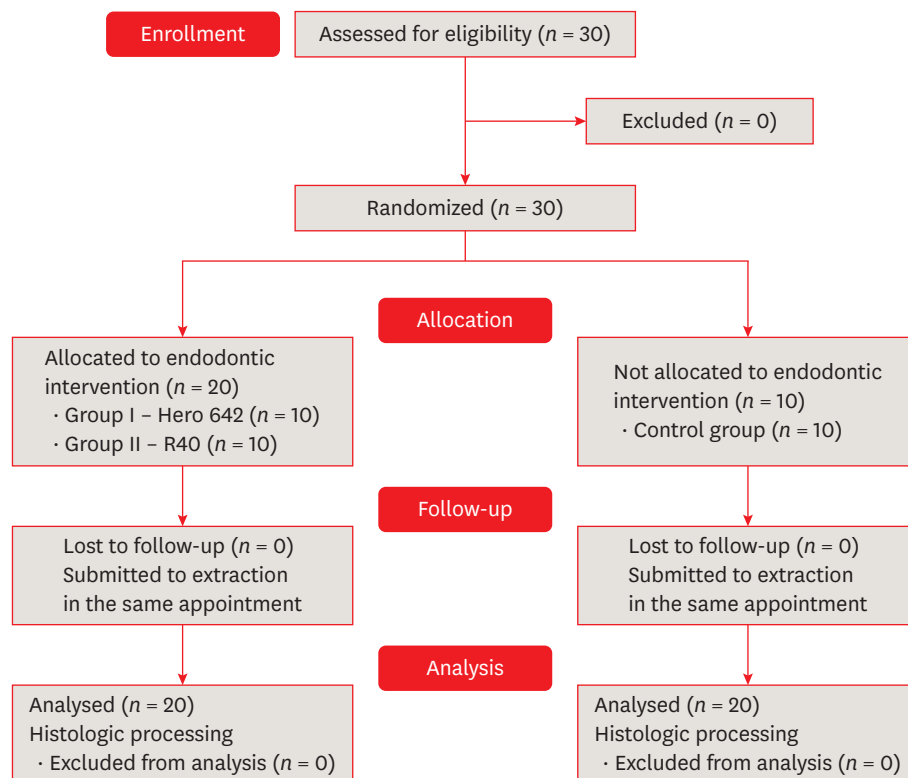 Enrollment
Assessed for eligibility (n = 30)
Excluded (n = 0)
Randomized (n = 30)
Allocation
Allocated to endodontic
intervention (n = 20)
· Group I – Hero 642 (n = 10)
· Group II – R40 (n = 10)
Not allocated to endodontic
intervention (n = 10)
· Control group (n = 10)
Follow-up
Lost to follow-up (n = 0)
Submitted to extraction
in the same appointment
Lost to follow-up (n = 0)
Submitted to extraction
in the same appointment
Analysis
Analysed (n = 20)
Histologic processing
· Excluded from analysis (n = 0)
Analysed (n = 20)
Histologic processing
· Excluded from analysis (n = 0)